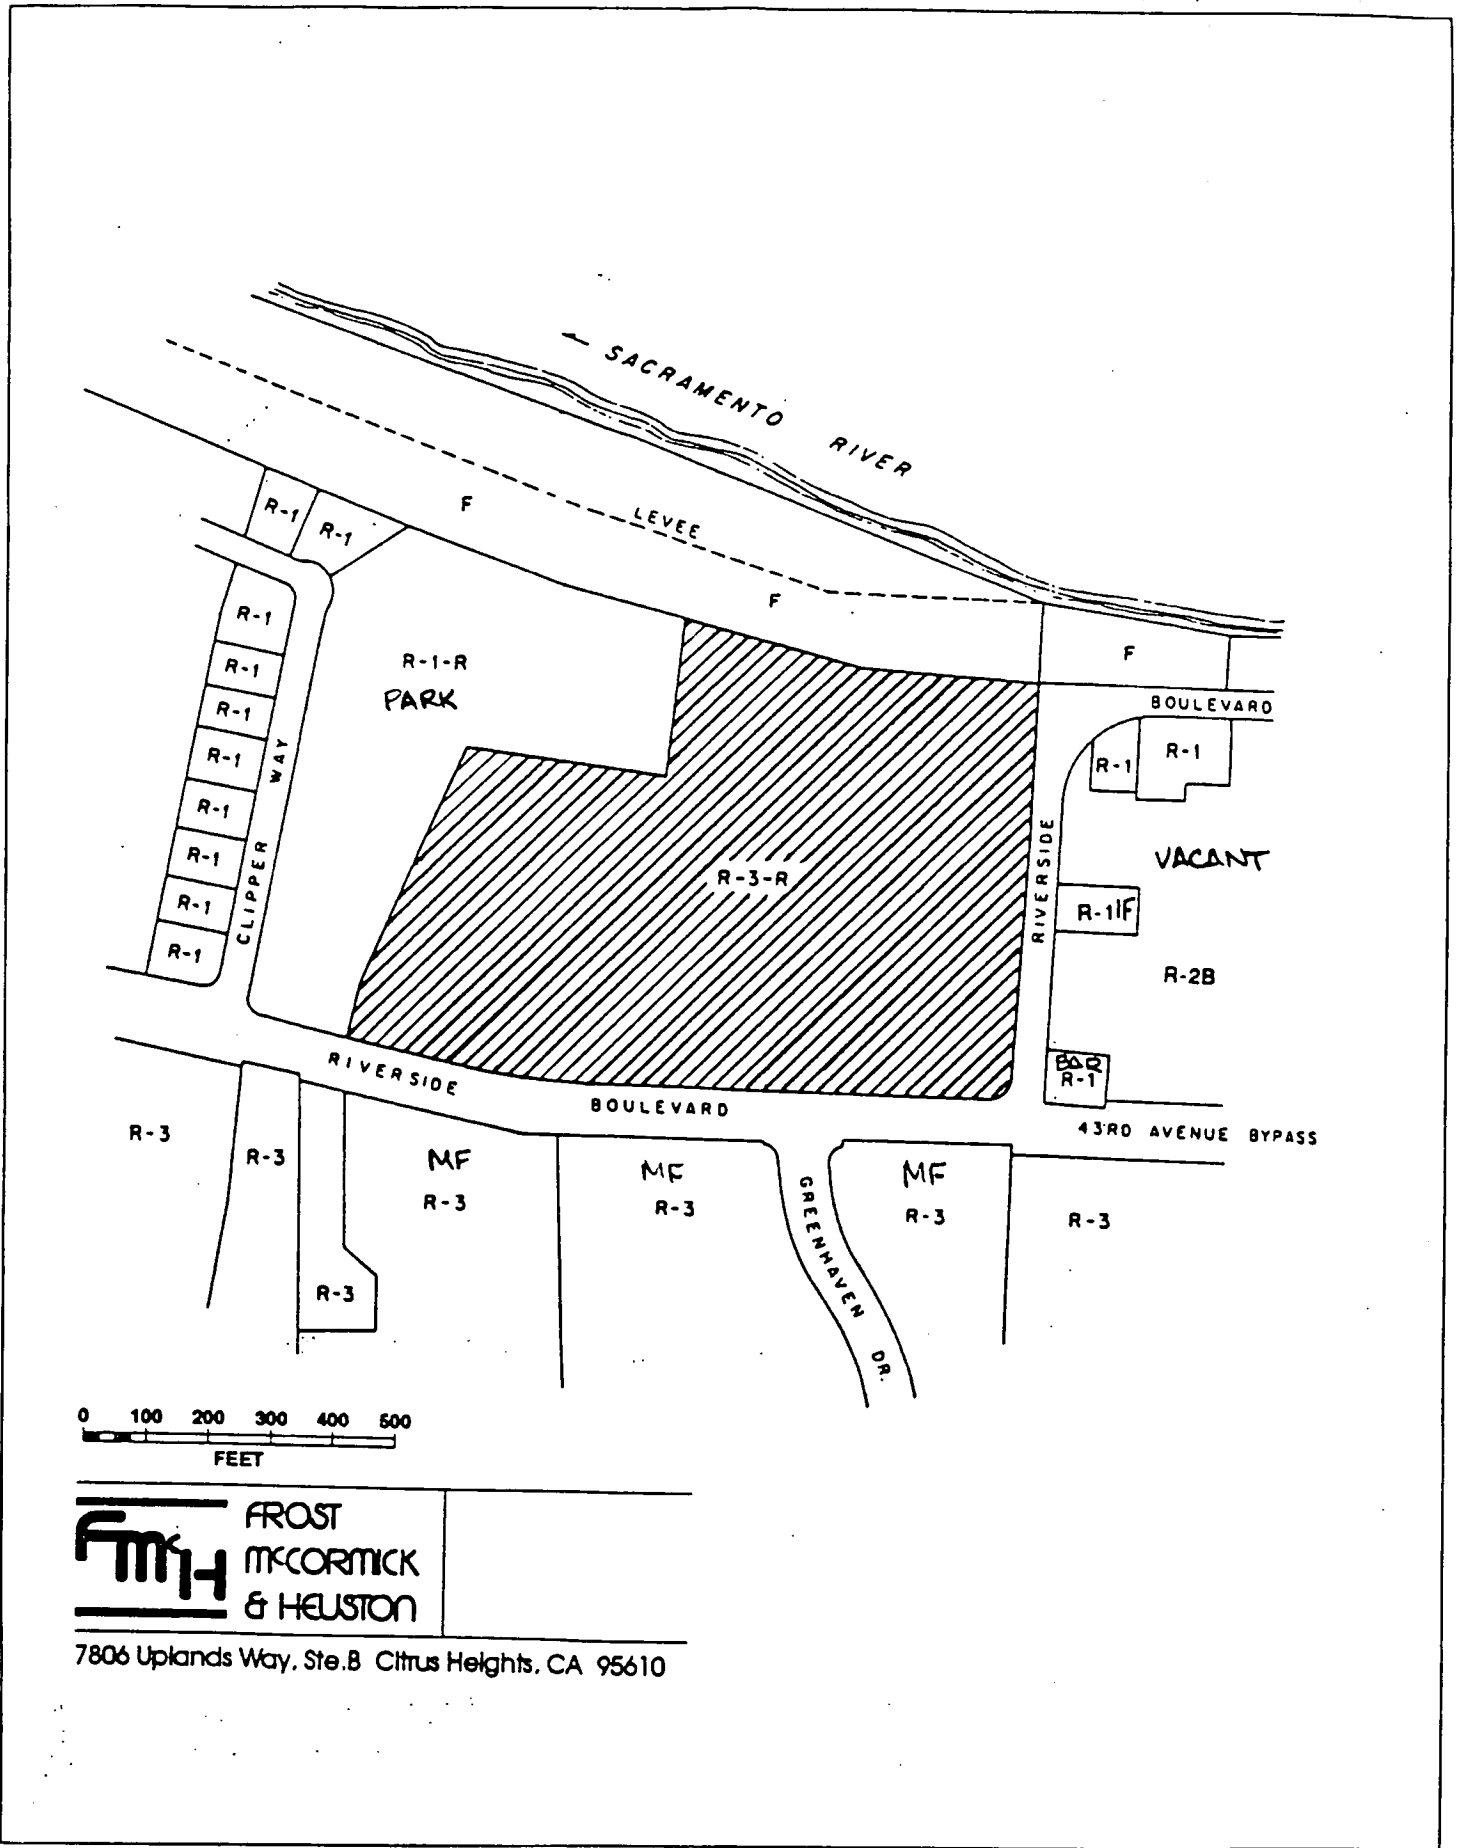 SACRAMENTO RIVER
LEVEE
F
F
F
R-1
R-1
R-1
R-1
R-1
R-1
R-1
R-1
R-1
R-1
CLIPPER WAY
R-1-R
PARK
R-3-R
BOULEVARD
R-1
R-1
RIVERSIDE
VACANT
R-1 1F
R-2B
BAR
R-1
RIVERSIDE BOULEVARD
43RD AVENUE BYPASS
R-3
R-3
R-3
MF
R-3
MF
R-3
GREENHAVEN DR.
MF
R-3
R-3
0 100 200 300 400 500
FEET
FMcH
FROST
McCORMICK
& HEUSTON
7806 Uplands Way, Ste.B Citrus Heights, CA 95610